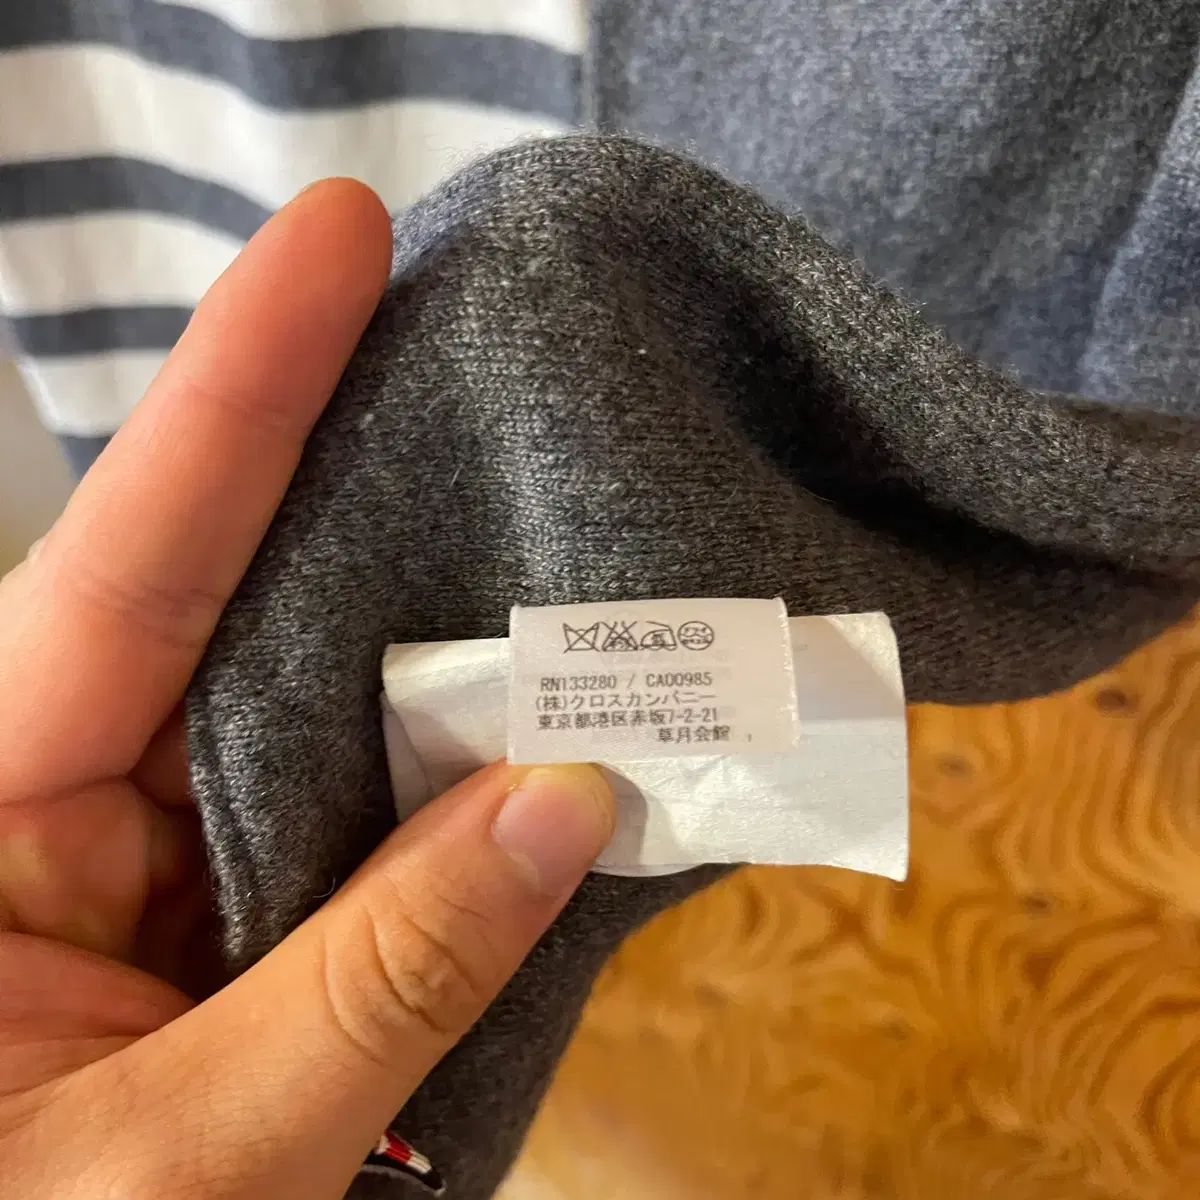 RN133280 / CA00985
(株)クロスカンパニー
東京都港区赤坂7-2-21
草月会館